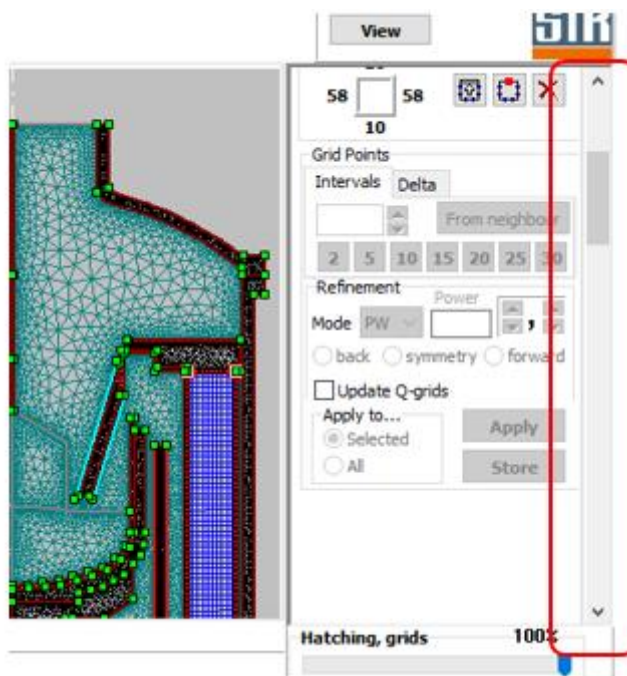 View
STR
58 58
10
Grid Points
Intervals Delta
From neighbour
2 5 10 15 20 25 30
Refinement
Power
Mode PW ,
back symmetry forward
Update Q-grids
Apply to...
Selected Apply
All Store
Hatching, grids 100%